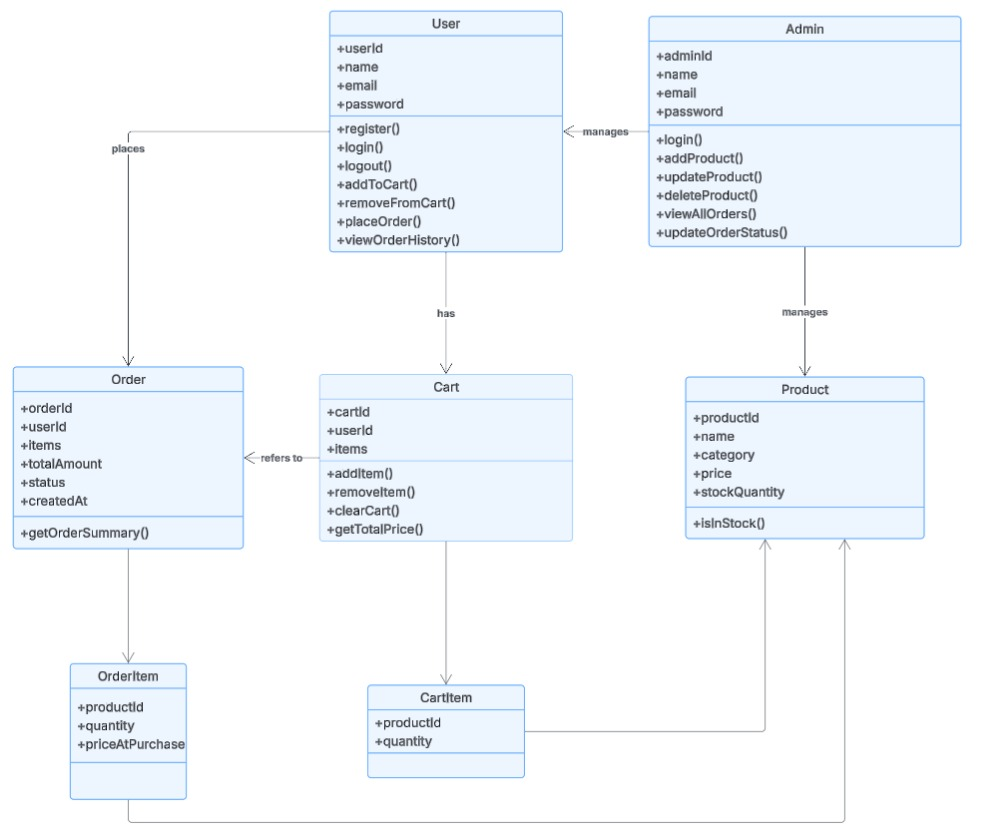 User
+userId
+name
+email
+password
+register()
+login()
+logout()
+addToCart()
+removeFromCart()
+placeOrder()
+viewOrderHistory()
Admin
+adminId
+name
+email
+password
+login()
+addProduct()
+updateProduct()
+deleteProduct()
+viewAllOrders()
+updateOrderStatus()
manages
places
has
manages
Order
+orderId
+userId
+items
+totalAmount
+status
+createdAt
+getOrderSummary()
refers to
Cart
+cartId
+userId
+items
+addItem()
+removeItem()
+clearCart()
+getTotalPrice()
Product
+productId
+name
+category
+price
+stockQuantity
+isInStock()
OrderItem
+productId
+quantity
+priceAtPurchase
CartItem
+productId
+quantity